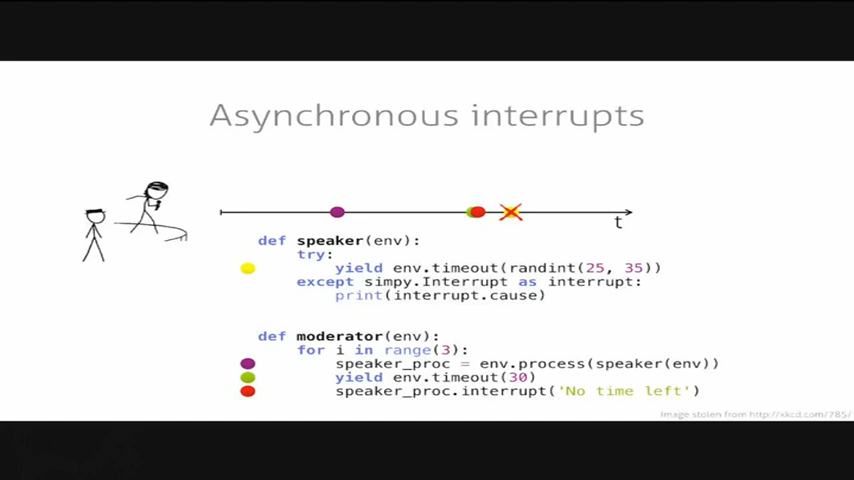 Asynchronous interrupts
t
def speaker(env):
try:
yield env.timeout(randint(25, 35))
except simpy.Interrupt as interrupt:
print(interrupt.cause)
def moderator(env):
for i in range(3):
speaker_proc = env.process(speaker(env))
yield env.timeout(30)
speaker_proc.interrupt('No time left')
Image stolen from http://xkcd.com/785/